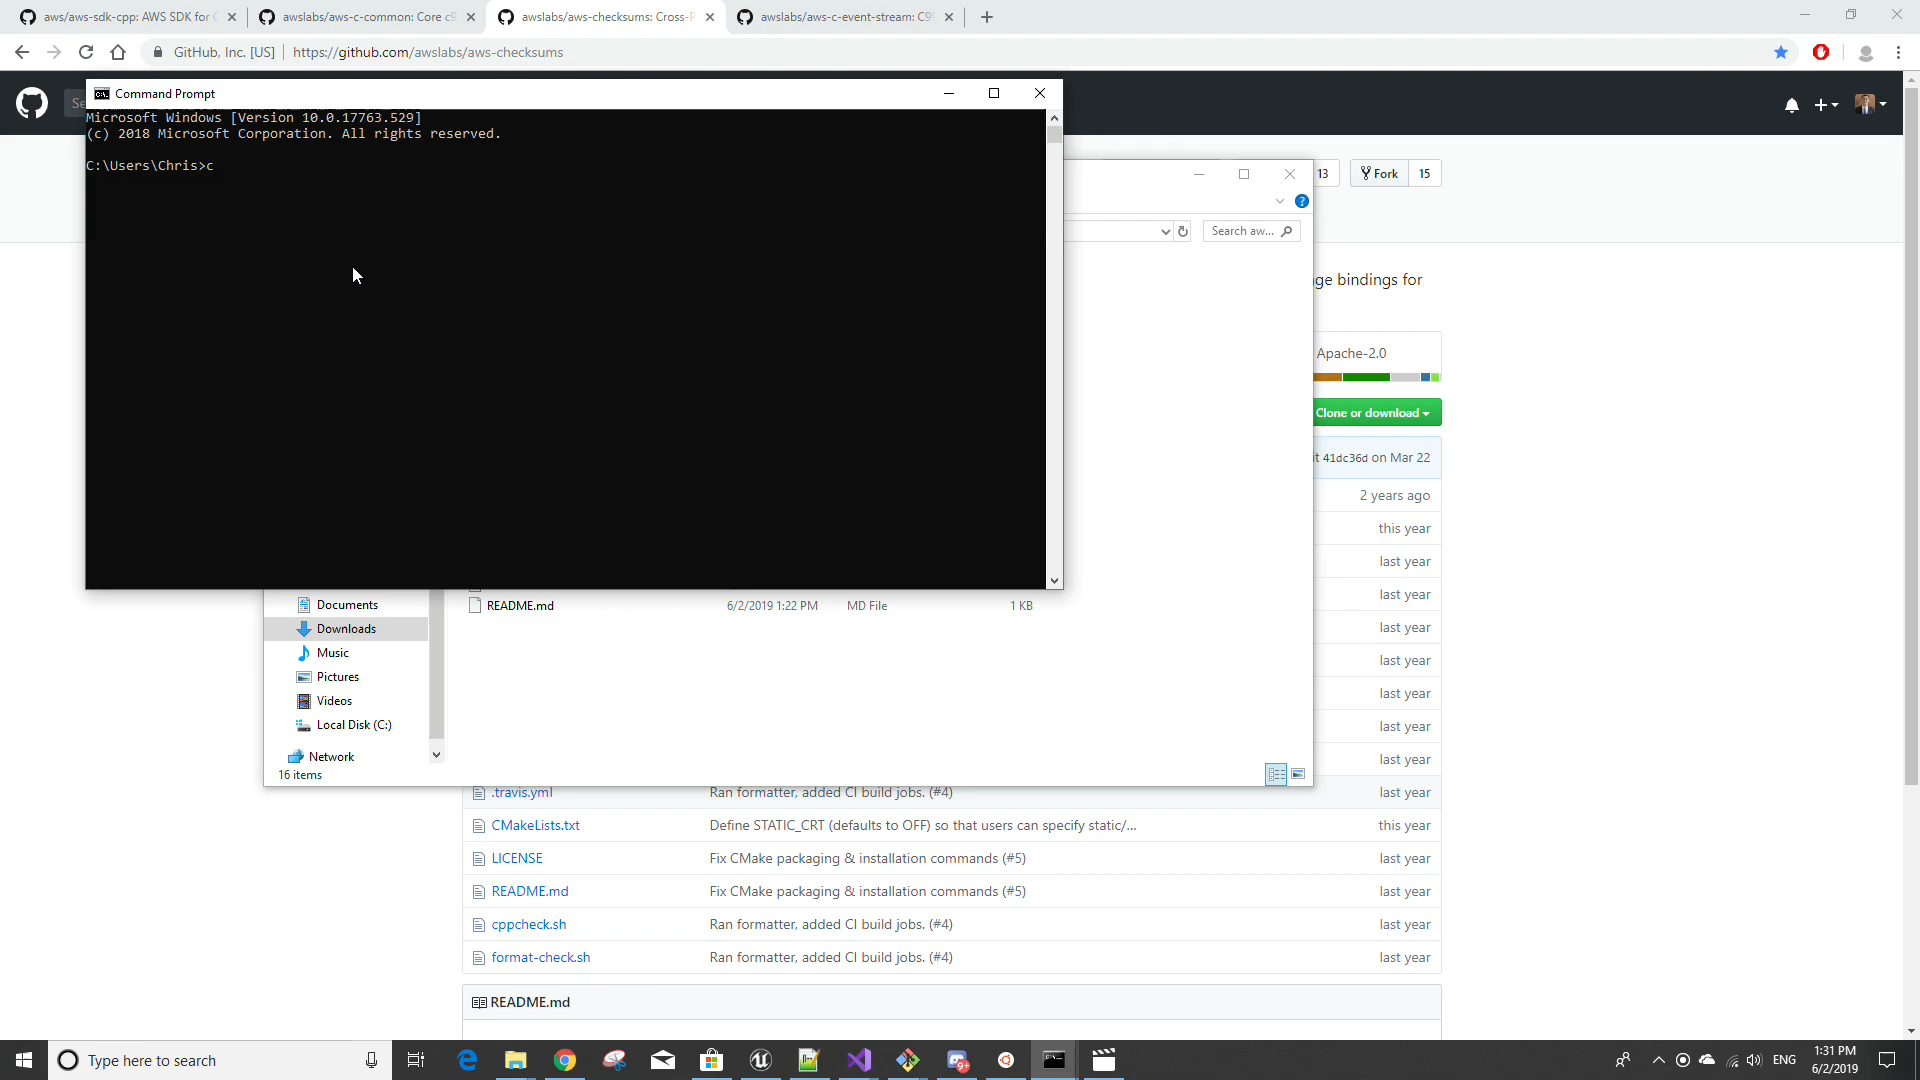 aws/aws-sdk-cpp: AWS SDK for C
awslabs/aws-c-common: Core c9
awslabs/aws-checksums: Cross-P
awslabs/aws-c-event-stream: C9
GitHub, Inc. [US]
https://github.com/awslabs/aws-checksums
Se
Command Prompt
Microsoft Windows [Version 10.0.17763.529]
(c) 2018 Microsoft Corporation. All rights reserved.
C:\Users\Chris>c
13
Fork
15
Search aw...
ge bindings for
Apache-2.0
Clone or download
it 41dc36d on Mar 22
2 years ago
this year
last year
last year
last year
last year
last year
last year
last year
Documents
README.md 6/2/2019 1:22 PM MD File 1 KB
Downloads
Music
Pictures
Videos
Local Disk (C:)
Network
16 items
.travis.yml Ran formatter, added CI build jobs. (#4) last year
CMakeLists.txt Define STATIC_CRT (defaults to OFF) so that users can specify static/... this year
LICENSE Fix CMake packaging & installation commands (#5) last year
README.md Fix CMake packaging & installation commands (#5) last year
cppcheck.sh Ran formatter, added CI build jobs. (#4) last year
format-check.sh Ran formatter, added CI build jobs. (#4) last year
README.md
Type here to search
9+
ENG
1:31 PM
6/2/2019